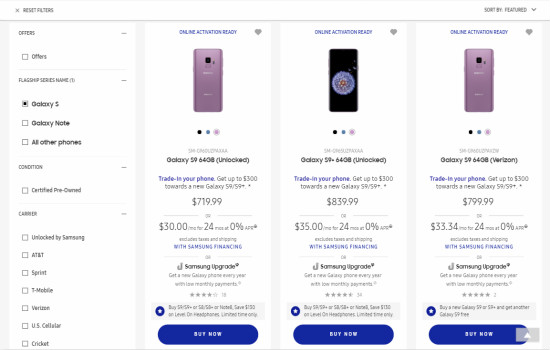 × RESET FILTERS
SORT BY: FEATURED
OFFERS
Offers
FLAGSHIP SERIES NAME (1)
Galaxy S
Galaxy Note
All other phones
CONDITION
Certified Pre-Owned
CARRIER
Unlocked by Samsung
AT&T
Sprint
T-Mobile
Verizon
U.S. Cellular
Cricket
ONLINE ACTIVATION READY
Galaxy S9 64GB (Unlocked)
Trade-In your phone. Get up to $300
towards a new Galaxy S9/S9+. *
$719.99
OR
$30.00/mo for 24 mos at 0% APR
excludes taxes and shipping
WITH SAMSUNG FINANCING
OR
Samsung Upgrade
Get a new Galaxy phone every year
with low monthly payments.
Buy S9/S9+ or S8/S8+ or Note8, Save $150
on Level On Headphones. Limited time only.
BUY NOW
ONLINE ACTIVATION READY
Galaxy S9+ 64GB (Unlocked)
Trade-In your phone. Get up to $300
towards a new Galaxy S9/S9+. *
$839.99
OR
$35.00/mo for 24 mos at 0% APR
excludes taxes and shipping
WITH SAMSUNG FINANCING
OR
Samsung Upgrade
Get a new Galaxy phone every year
with low monthly payments.
Buy S9/S9+ or S8/S8+ or Note8, Save $150
on Level On Headphones. Limited time only.
BUY NOW
ONLINE ACTIVATION READY
Galaxy S9 64GB (Verizon)
Trade-In your phone. Get up to $300
towards a new Galaxy S9/S9+. *
$799.99
OR
$33.34/mo for 24 mos at 0% APR
excludes taxes and shipping
WITH SAMSUNG FINANCING
OR
Samsung Upgrade
Get a new Galaxy phone every year
with low monthly payments.
Buy a new Galaxy S9 or S9+ and get another
Galaxy S9 free
BUY NOW